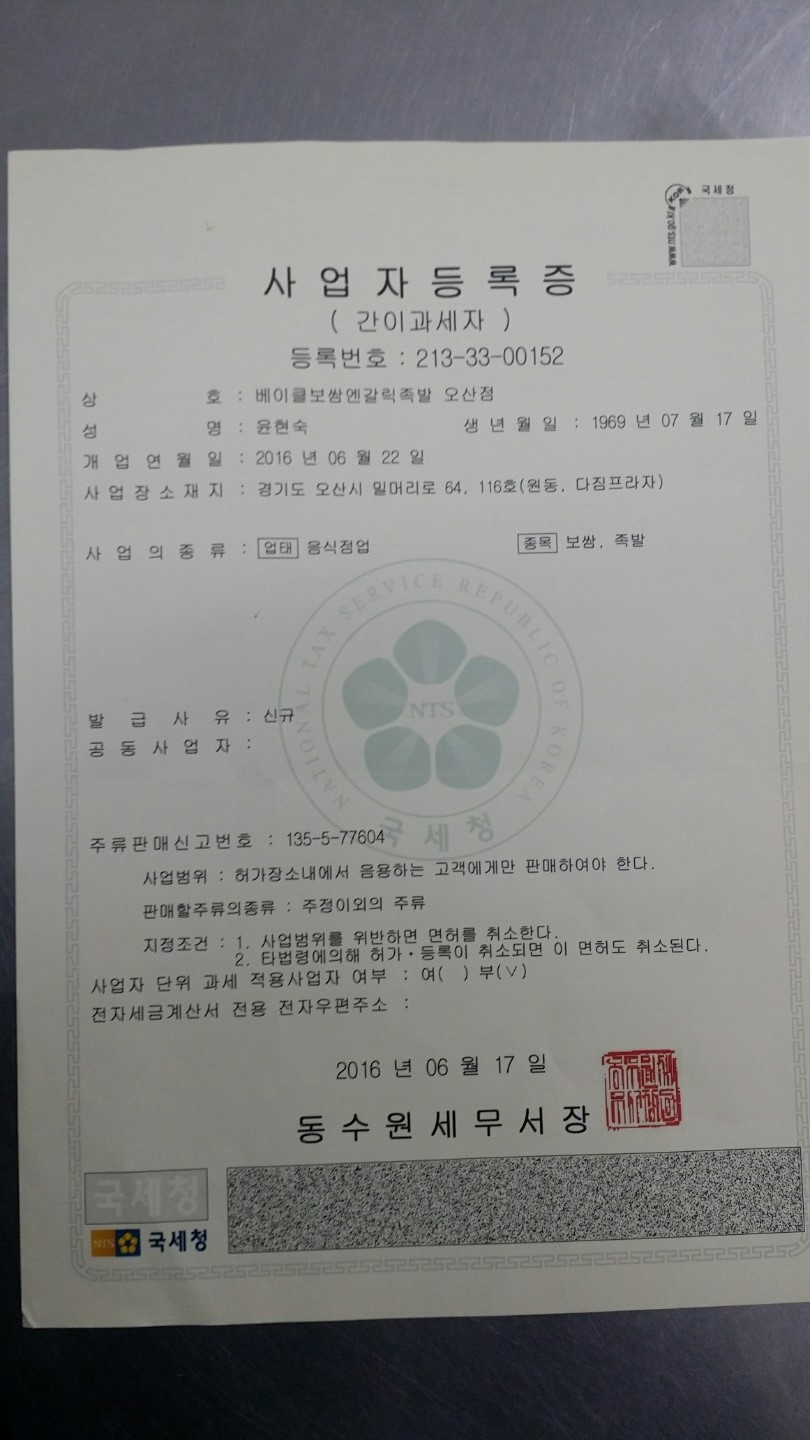 국세청
www.nts.go.kr
사업자등록증
( 간이과세자 )
등록번호 : 213-33-00152
상 호 : 베이클보쌈엔갈릭족발 오산점
성 명 : 윤현숙 생 년 월 일 : 1969 년 07 월 17 일
개 업 연 월 일 : 2016 년 06 월 22 일
사 업 장 소 재 지 : 경기도 오산시 밀머리로 64, 116호(원동, 다짐프라자)
사 업 의 종 류 : 업태 음식점업 종목 보쌈, 족발
NATIONAL TAX SERVICE REPUBLIC OF KOREA
NTS
국세청
발 급 사 유 : 신규
공 동 사 업 자 :
주류판매신고번호 : 135-5-77604
사업범위 : 허가장소내에서 음용하는 고객에게만 판매하여야 한다.
판매할주류의종류 : 주정이외의 주류
지정조건 : 1. 사업범위를 위반하면 면허를 취소한다.
2. 타법령에의해 허가·등록이 취소되면 이 면허도 취소된다.
사업자 단위 과세 적용사업자 여부 : 여( ) 부(∨)
전자세금계산서 전용 전자우편주소 :
2016 년 06 월 17 일
동수원세무서장
국세청
NTS 국세청